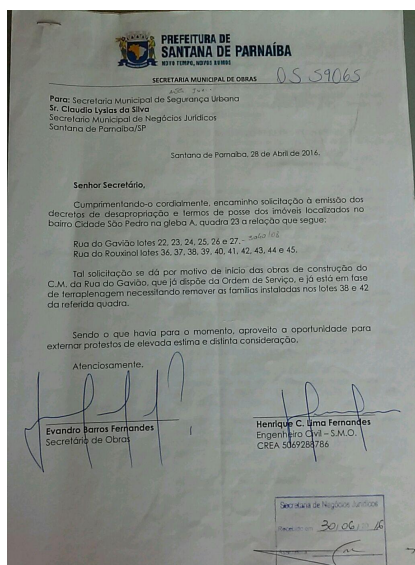 PREFEITURA DE
SANTANA DE PARNAÍBA
NOVO TEMPO, NOVOS RUMOS
SECRETARIA MUNICIPAL DE OBRAS
OS 59065
Para: Secretaria Municipal de Segurança Urbana
Sr. Claudio Lysias da Silva
Secretario Municipal de Negócios Jurídicos
Santana de Parnaíba/SP
Santana de Parnaíba, 28 de Abril de 2016.
Senhor Secretário,
Cumprimentando-o cordialmente, encaminho solicitação à emissão dos
decretos de desapropriação e termos de posse dos imóveis localizados no
bairro Cidade São Pedro na gleba A, quadra 23 a relação que segue:
Rua do Gavião lotes 22, 23, 24, 25, 26 e 27.
Rua do Rouxinol lotes 36, 37, 38, 39, 40, 41, 42, 43, 44 e 45.
Tal solicitação se dá por motivo de inicio das obras de construção do
C.M. da Rua do Gavião, que já dispõe da Ordem de Serviço, e já está em fase
de terraplenagem necessitando remover as famílias instaladas nos lotes 38 e 42
da referida quadra.
Sendo o que havia para o momento, aproveito a oportunidade para
externar protestos de elevada estima e distinta consideração.
Atenciosamente,
Evandro Barros Fernandes
Secretário de Obras
Henrique C. Lima Fernandes
Engenheiro Civil – S.M.O.
CREA 5069288786
Secretaria de Negócios Jurídicos
30/06/16